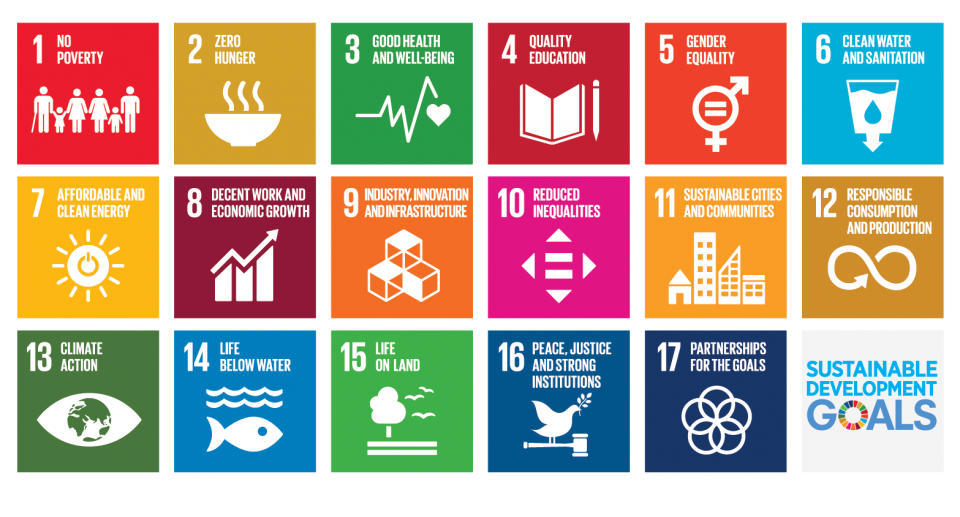 1 NO
POVERTY
2 ZERO
HUNGER
3 GOOD HEALTH
AND WELL-BEING
4 QUALITY
EDUCATION
5 GENDER
EQUALITY
6 CLEAN WATER
AND SANITATION
7 AFFORDABLE AND
CLEAN ENERGY
8 DECENT WORK AND
ECONOMIC GROWTH
9 INDUSTRY, INNOVATION
AND INFRASTRUCTURE
10 REDUCED
INEQUALITIES
11 SUSTAINABLE CITIES
AND COMMUNITIES
12 RESPONSIBLE
CONSUMPTION
AND PRODUCTION
13 CLIMATE
ACTION
14 LIFE
BELOW WATER
15 LIFE
ON LAND
16 PEACE, JUSTICE
AND STRONG
INSTITUTIONS
17 PARTNERSHIPS
FOR THE GOALS
SUSTAINABLE
DEVELOPMENT
GOALS